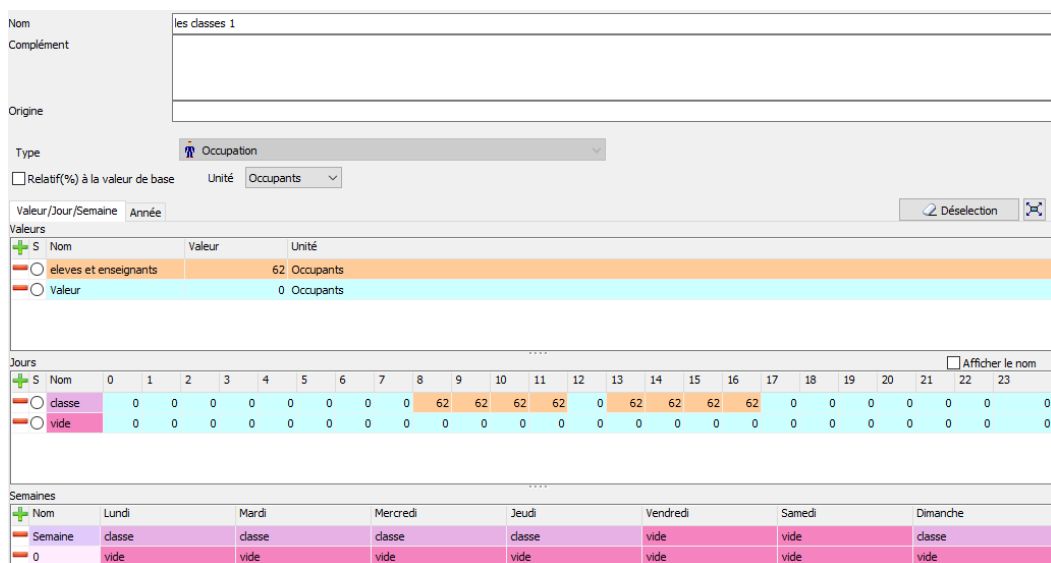 Nom les classes 1
Complément
Origine
Type Occupation
Relatif(%) à la valeur de base Unité Occupants
Valeur/Jour/Semaine Année Déselection
Valeurs
S Nom Valeur Unité
eleves et enseignants 62 Occupants
Valeur 0 Occupants
Jours Afficher le nom
S Nom 0 1 2 3 4 5 6 7 8 9 10 11 12 13 14 15 16 17 18 19 20 21 22 23
classe 0 0 0 0 0 0 0 0 62 62 62 62 0 62 62 62 62 0 0 0 0 0 0 0
vide 0 0 0 0 0 0 0 0 0 0 0 0 0 0 0 0 0 0 0 0 0 0 0 0
Semaines
Nom Lundi Mardi Mercredi Jeudi Vendredi Samedi Dimanche
Semaine classe classe classe classe vide vide classe
0 vide vide vide vide vide vide vide